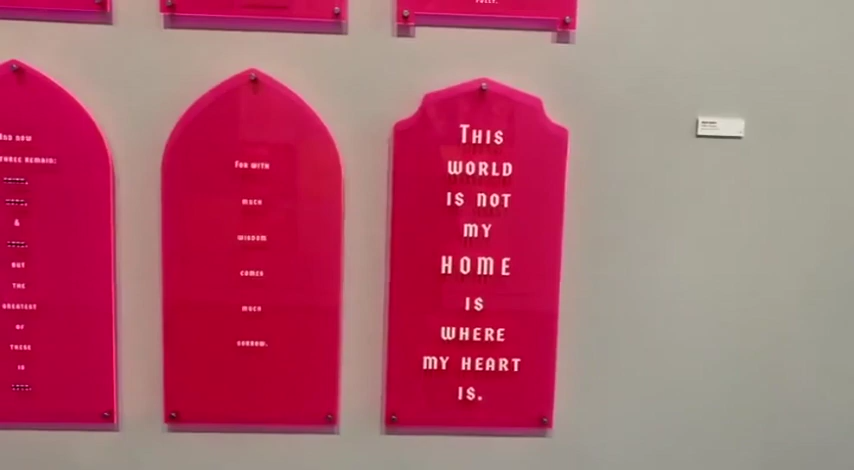 FULLY.
AND NOW
THREE REMAIN:
&
BUT
THE
GREATEST
OF
THESE
IS
FOR WITH
MUCH
WISDOM
COMES
MUCH
SORROW.
THIS
WORLD
IS NOT
MY
HOME
IS
WHERE
MY HEART
IS.